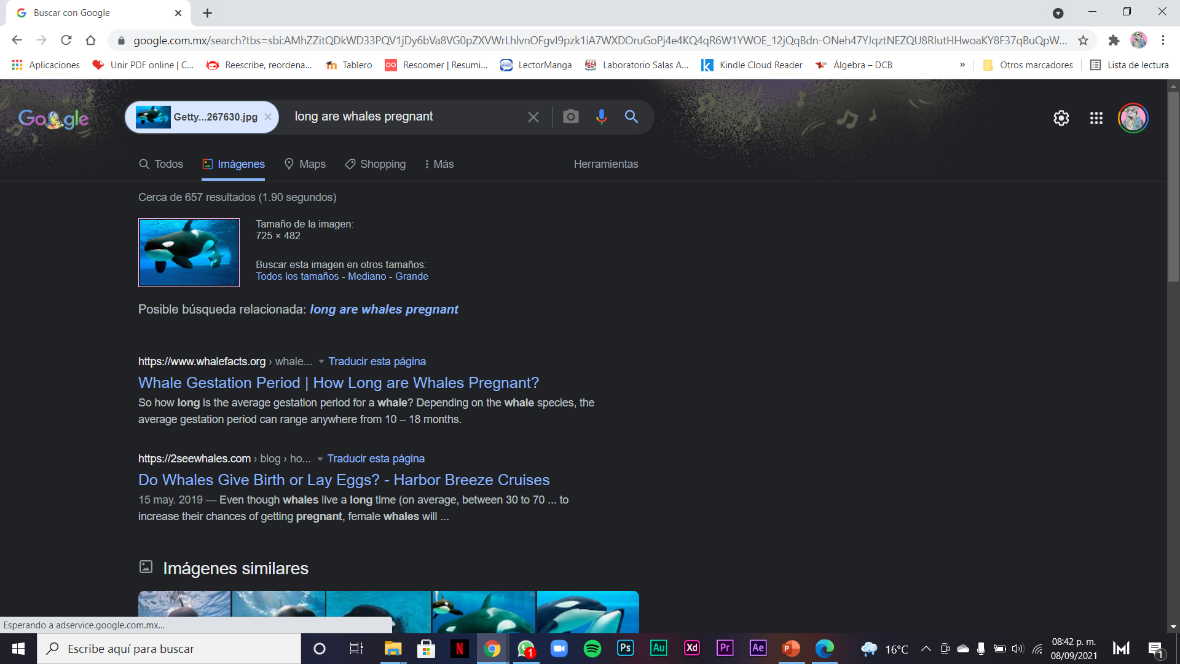 Buscar con Google
google.com.mx/search?tbs=sbi:AMhZZitQDkWD33PQV1jDy6bVa8VG0pZXVWrLhlvnOFgvI9pzk1iA7WXDOruGoPj4e4KQ4qR6W1YWOE_12jQqBdn-ONeh47YJqztNEZQU8RIutHHwoaKY8F37qBuQpW...
Aplicaciones
Unir PDF online | C...
Reescribe, reordena...
Tablero
Resoomer | Resumi...
LectorManga
Laboratorio Salas A...
Kindle Cloud Reader
Álgebra – DCB
»
Otros marcadores
Lista de lectura
Google
Getty...267630.jpg
long are whales pregnant
Todos
Imágenes
Maps
Shopping
Más
Herramientas
Cerca de 657 resultados (1.90 segundos)
Tamaño de la imagen:
725 × 482
Buscar esta imagen en otros tamaños:
Todos los tamaños - Mediano - Grande
Posible búsqueda relacionada: long are whales pregnant
https://www.whalefacts.org › whale... Traducir esta página
Whale Gestation Period | How Long are Whales Pregnant?
So how long is the average gestation period for a whale? Depending on the whale species, the
average gestation period can range anywhere from 10 – 18 months.
https://2seewhales.com › blog › ho... Traducir esta página
Do Whales Give Birth or Lay Eggs? - Harbor Breeze Cruises
15 may. 2019 — Even though whales live a long time (on average, between 30 to 70 ... to
increase their chances of getting pregnant, female whales will ...
Imágenes similares
Esperando a adservice.google.com.mx...
Escribe aquí para buscar
N
1
Ps
Au
Xd
Pr
Ae
16°C
08:42 p. m.
08/09/2021
1